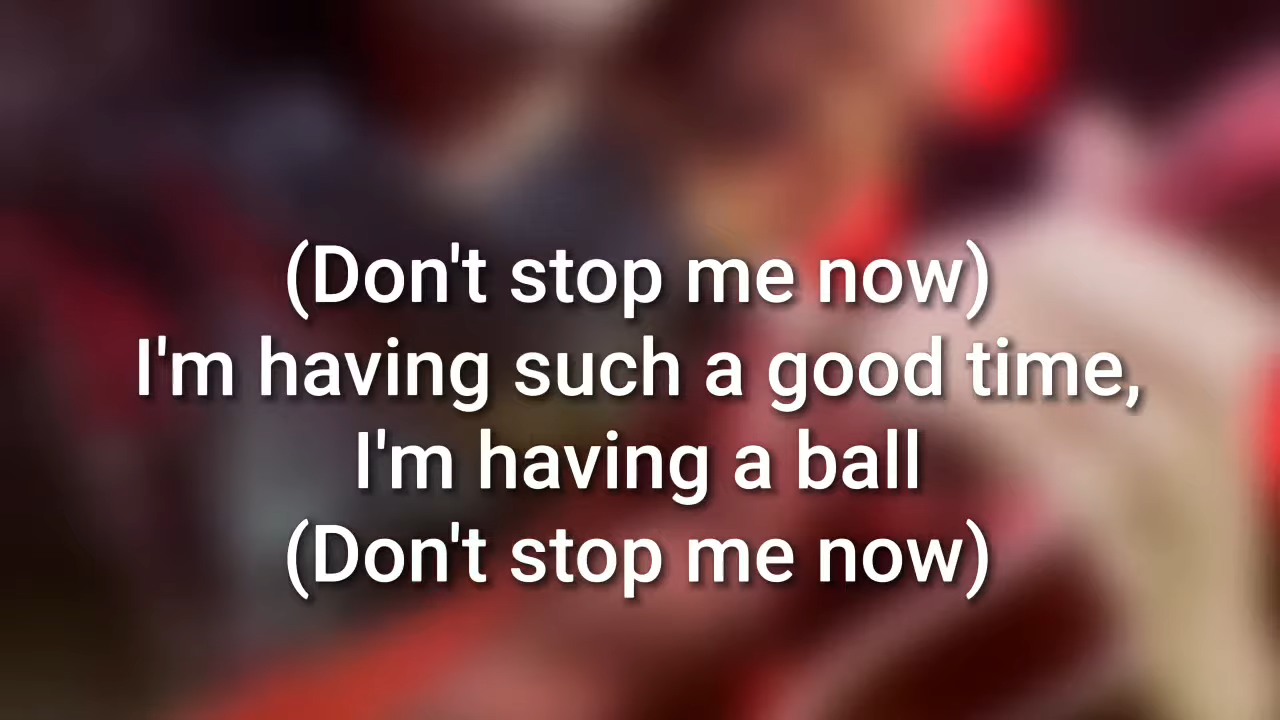 (Don't stop me now)
I'm having such a good time,
I'm having a ball
(Don't stop me now)